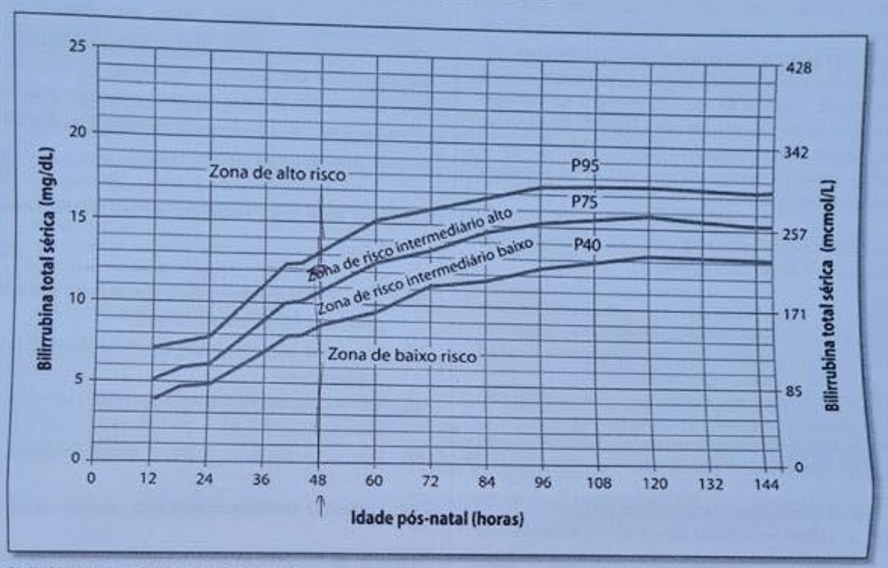 25
20
15
10
5
0
Bilirrubina total sérica (mg/dL)
428
342
257
171
85
0
Bilirrubina total sérica (mcmol/L)
Zona de alto risco
P95
P75
P40
Zona de risco intermediário alto
Zona de risco intermediário baixo
Zona de baixo risco
0 12 24 36 48 60 72 84 96 108 120 132 144
Idade pós-natal (horas)